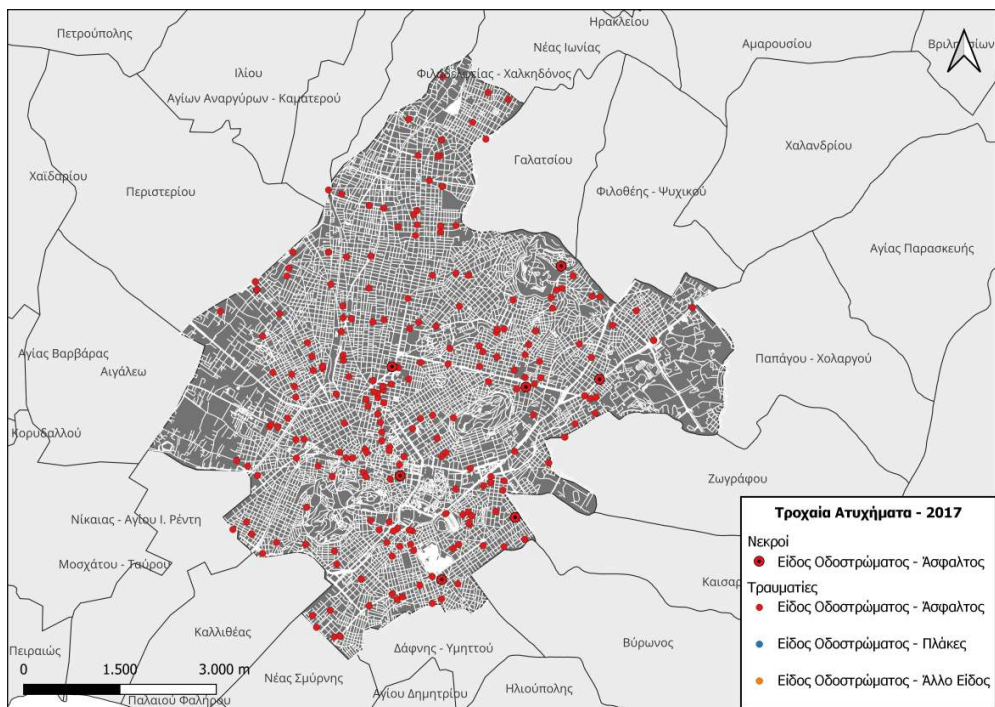 Ηρακλείου
Πετρούπολης
Αμαρουσίου
Βριλησσίων
Νέας Ιωνίας
Ιλίου
Φιλαδελφείας - Χαλκηδόνος
Αγίων Αναργύρων - Καματερού
Χαλανδρίου
Γαλατσίου
Χαϊδαρίου
Περιστερίου
Φιλοθέης - Ψυχικού
Αγίας Παρασκευής
Αγίας Βαρβάρας
Παπάγου - Χολαργού
Αιγάλεω
Κορυδαλλού
Ζωγράφου
Νίκαιας - Αγίου Ι. Ρέντη
Μοσχάτου - Ταύρου
Καισαρ
Καλλιθέας
Βύρωνος
Πειραιώς
Δάφνης - Υμηττού
Νέας Σμύρνης
Ηλιούπολης
Αγίου Δημητρίου
Παλαιού Φαλήρου
0 1.500 3.000 m
Τροχαία Ατυχήματα - 2017
Νεκροί
Είδος Οδοστρώματος - Άσφαλτος
Τραυματίες
Είδος Οδοστρώματος - Άσφαλτος
Είδος Οδοστρώματος - Πλάκες
Είδος Οδοστρώματος - Άλλο Είδος